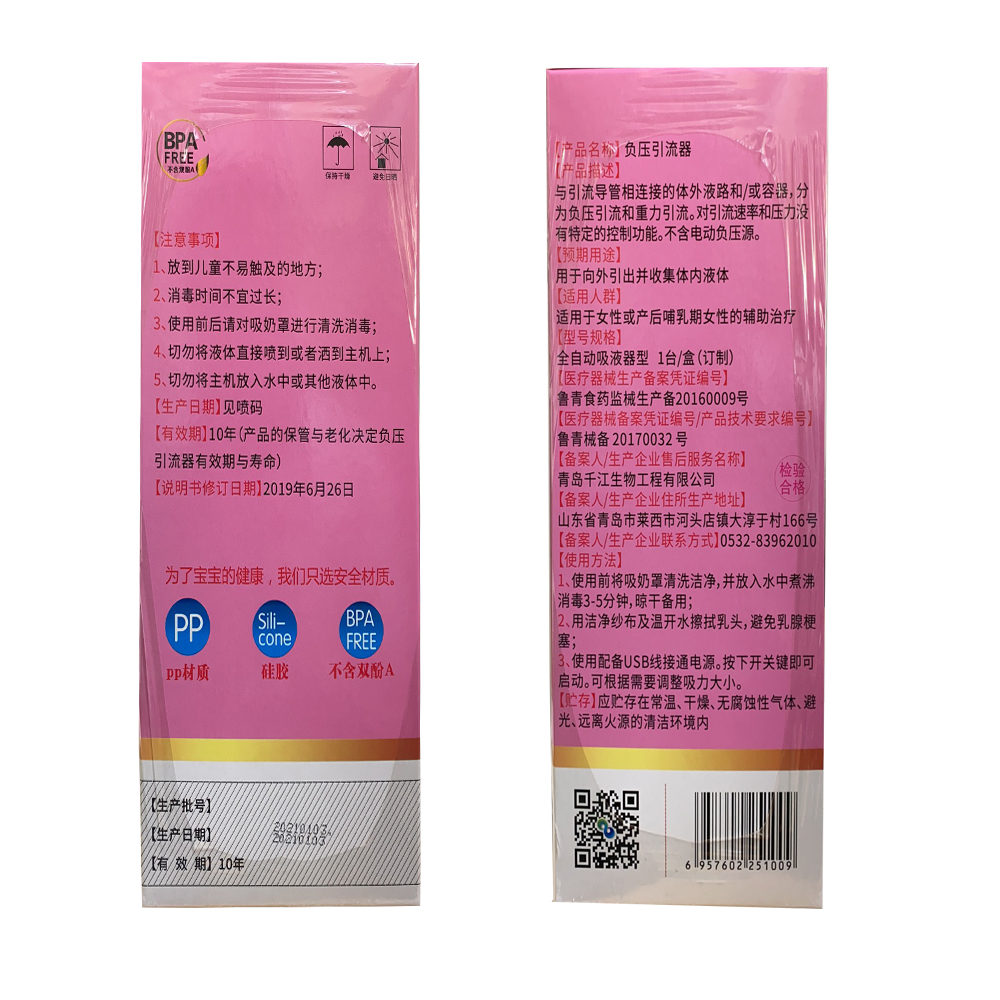 BPA
FREE
不含双酚A
保持干燥
避免日晒
【注意事项】
1、放到儿童不易触及的地方；
2、消毒时间不宜过长；
3、使用前后请对吸奶罩进行清洗消毒；
4、切勿将液体直接喷到或者洒到主机上；
5、切勿将主机放入水中或其他液体中。
【生产日期】见喷码
【有效期】10年（产品的保管与老化决定负压
引流器有效期与寿命）
【说明书修订日期】2019年6月26日
为了宝宝的健康，我们只选安全材质。
PP
pp材质
Sili-
cone
硅胶
BPA
FREE
不含双酚A
【生产批号】
20210103
【生产日期】
20210103
【有 效 期】10年
【产品名称】负压引流器
【产品描述】
与引流导管相连接的体外液路和/或容器，分
为负压引流和重力引流。对引流速率和压力没
有特定的控制功能。不含电动负压源。
【预期用途】
用于向外引出并收集体内液体
【适用人群】
适用于女性或产后哺乳期女性的辅助治疗
【型号规格】
全自动吸液器型 1台/盒（订制）
【医疗器械生产备案凭证编号】
鲁青食药监械生产备20160009号
【医疗器械备案凭证编号/产品技术要求编号】
鲁青械备20170032号
【备案人/生产企业售后服务名称】
青岛千江生物工程有限公司
检验
合格
【备案人/生产企业住所生产地址】
山东省青岛市莱西市河头店镇大淳于村166号
【备案人/生产企业联系方式】0532-83962010
【使用方法】
1、使用前将吸奶罩清洗洁净，并放入水中煮沸
消毒3-5分钟，晾干备用；
2、用洁净纱布及温开水擦拭乳头，避免乳腺梗
塞；
3、使用配备USB线接通电源。按下开关键即可
启动。可根据需要调整吸力大小。
【贮存】应贮存在常温、干燥、无腐蚀性气体、避
光、远离火源的清洁环境内
6 957602 251009